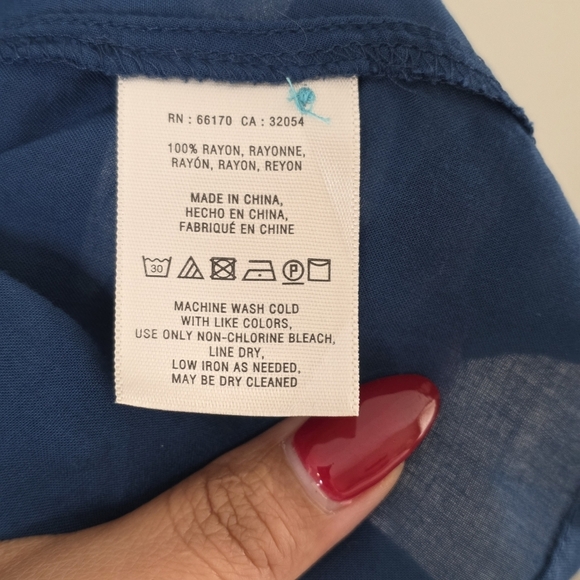 RN : 66170 CA : 32054
100% RAYON, RAYONNE,
RAYÓN, RAYON, REYON
MADE IN CHINA,
HECHO EN CHINA,
FABRIQUÉ EN CHINE
30 P
MACHINE WASH COLD
WITH LIKE COLORS,
USE ONLY NON-CHLORINE BLEACH,
LINE DRY,
LOW IRON AS NEEDED,
MAY BE DRY CLEANED